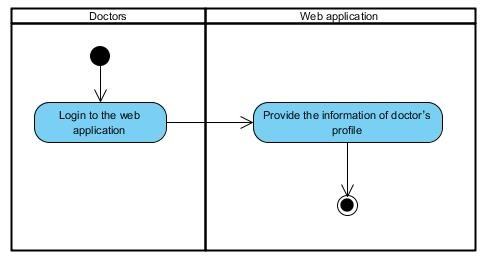 Doctors
Web application
Login to the web
application
Provide the information of doctor's
profile